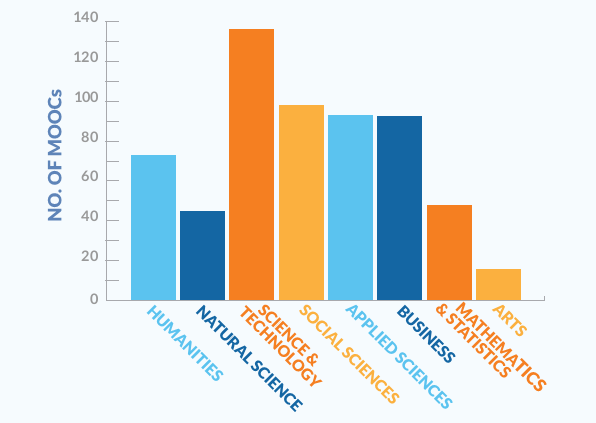 140
120
100
80
60
40
20
0
NO. OF MOOCs
HUMANITIES
NATURAL SCIENCE
SCIENCE &
TECHNOLOGY
SOCIAL SCIENCES
APPLIED SCIENCES
BUSINESS
MATHEMATICS
& STATISTICS
ARTS